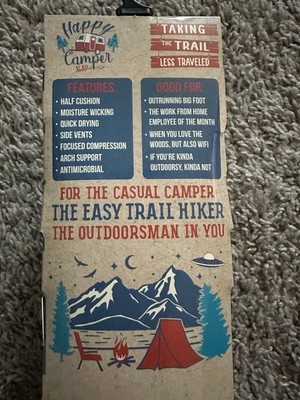 Happy
Camper
TAKING
THE TRAIL
LESS TRAVELED
FEATURES:
• HALF CUSHION
• MOISTURE WICKING
• QUICK DRYING
• SIDE VENTS
• FOCUSED COMPRESSION
• ARCH SUPPORT
• ANTIMICROBIAL
GOOD FOR:
• OUTRUNNING BIG FOOT
• THE WORK FROM HOME
EMPLOYEE OF THE MONTH
• WHEN YOU LOVE THE
WOODS, BUT ALSO WIFI
• IF YOU'RE KINDA
OUTDOORSY, KINDA NOT
FOR THE CASUAL CAMPER
THE EASY TRAIL HIKER
THE OUTDOORSMAN IN YOU